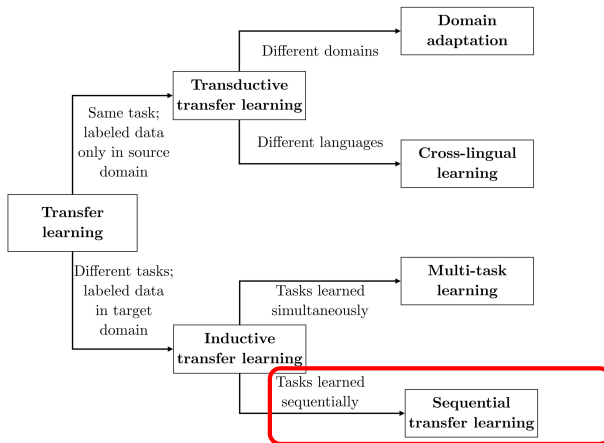 Domain
adaptation
Different domains
Transductive
transfer learning
Same task;
labeled data
only in source
domain
Different languages
Cross-lingual
learning
Transfer
learning
Different tasks;
labeled data
in target
domain
Multi-task
learning
Tasks learned
simultaneously
Inductive
transfer learning
Tasks learned
sequentially
Sequential
transfer learning